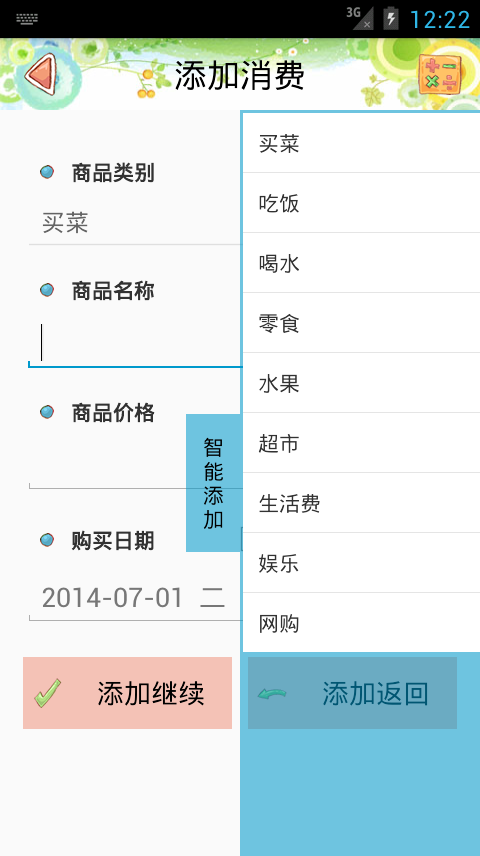 3G
12:22
添加消费
商品类别
买菜
商品名称
商品价格
购买日期
2014-07-01 二
智能添加
买菜
吃饭
喝水
零食
水果
超市
生活费
娱乐
网购
添加继续
添加返回